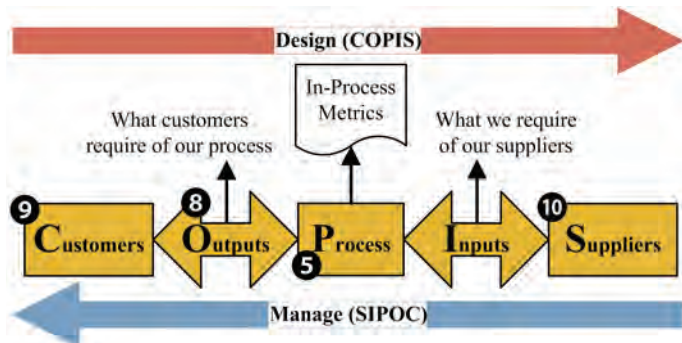 Design (COPIS)
In-Process
Metrics
What customers
require of our process
What we require
of our suppliers
9
Customers
8
Outputs
5
Process
Inputs
10
Suppliers
Manage (SIPOC)